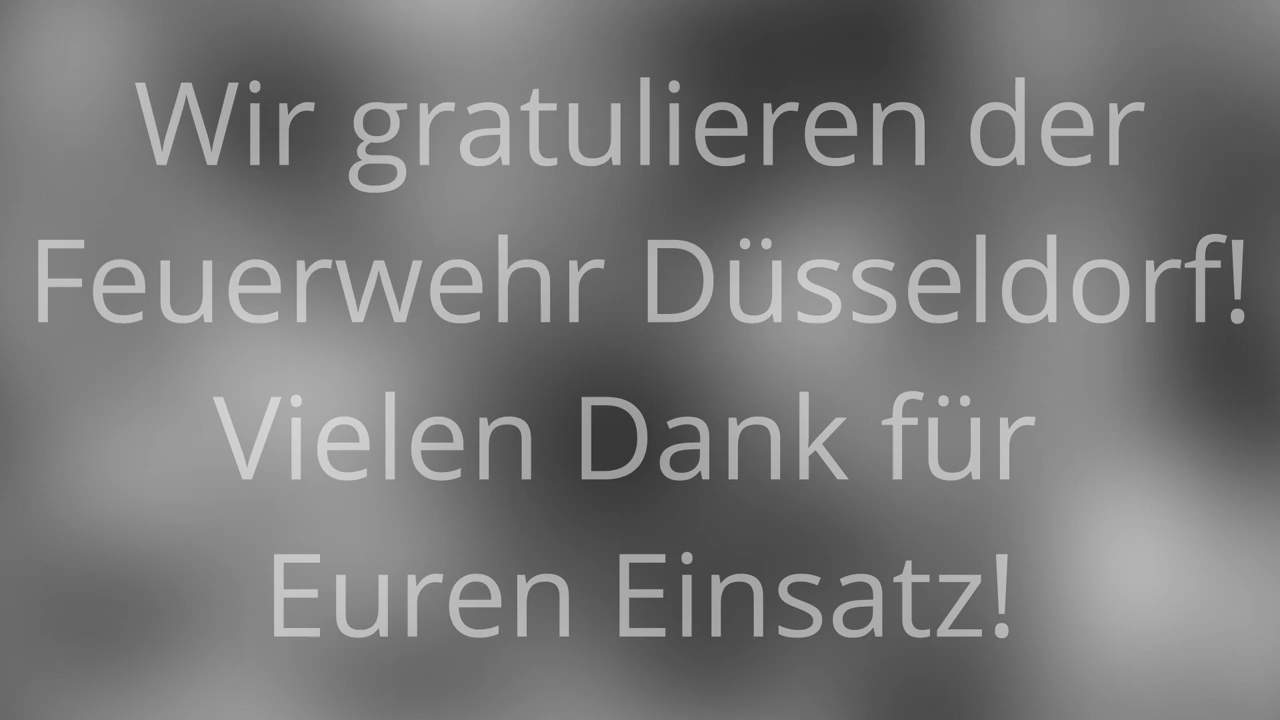 Wir gratulieren der
Feuerwehr Düsseldorf!
Vielen Dank für
Euren Einsatz!